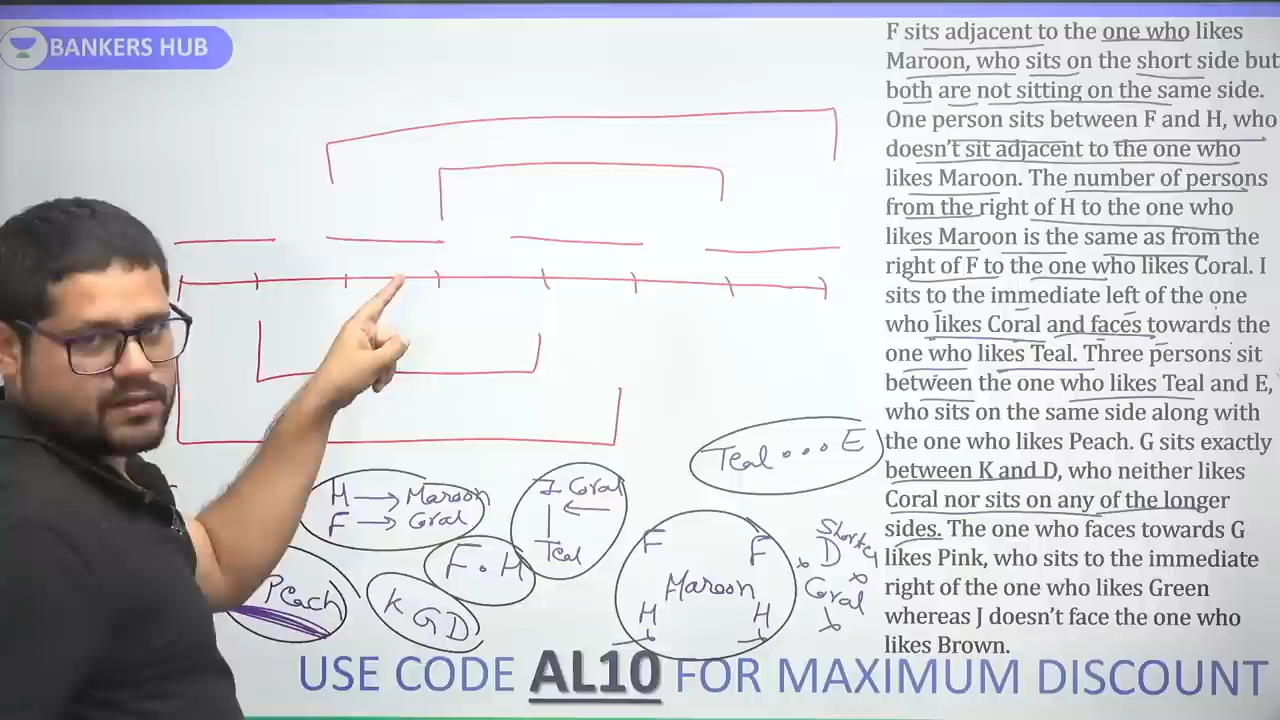 BANKERS HUB
F sits adjacent to the one who likes
Maroon, who sits on the short side but
both are not sitting on the same side.
One person sits between F and H, who
doesn't sit adjacent to the one who
likes Maroon. The number of persons
from the right of H to the one who
likes Maroon is the same as from the
right of F to the one who likes Coral. I
sits to the immediate left of the one
who likes Coral and faces towards the
one who likes Teal. Three persons sit
between the one who likes Teal and E,
who sits on the same side along with
the one who likes Peach. G sits exactly
between K and D, who neither likes
Coral nor sits on any of the longer
sides. The one who faces towards G
likes Pink, who sits to the immediate
right of the one who likes Green
whereas J doesn't face the one who
likes Brown.
Teal E
H → Maroon
F → Coral
I Coral
←
Teal
F . H
Peach
K G D
F F
Maroon
H H
Shorter
D
Coral
USE CODE AL10 FOR MAXIMUM DISCOUNT